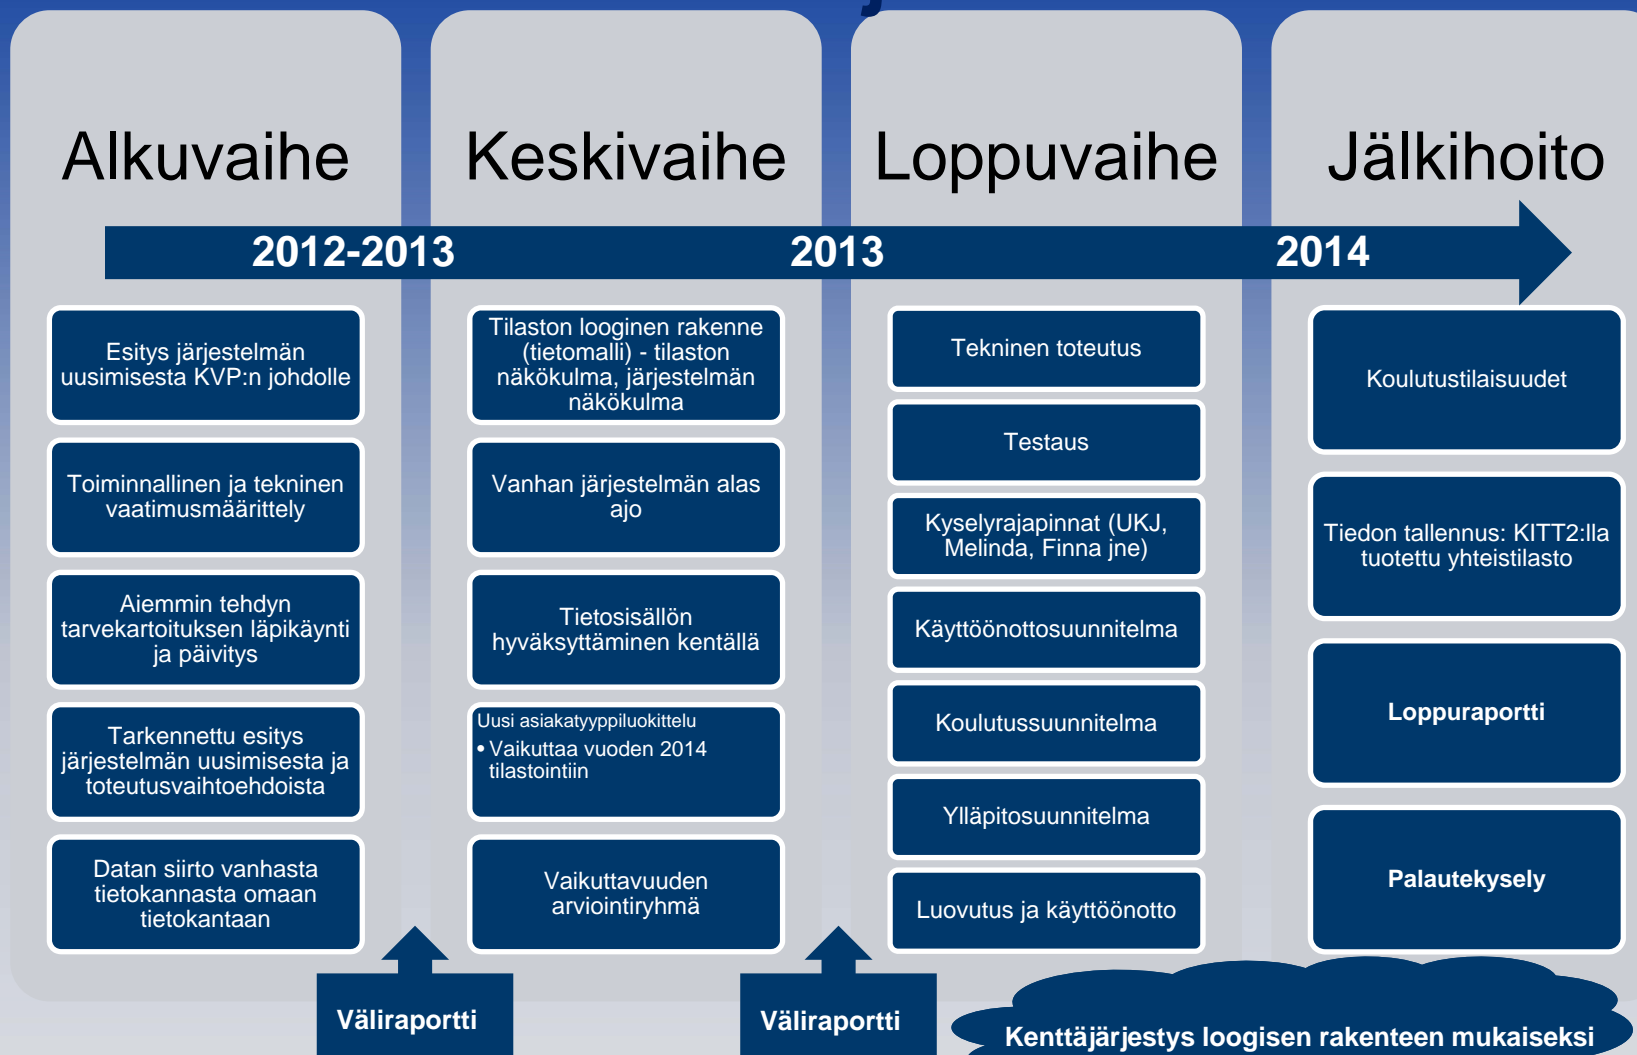 Alkuvaihe
Keskivaihe
Loppuvaihe
Jälkihoito
2012-2013
2013
2014
Esitys järjestelmän
uusimisesta KVP:n johdolle
Toiminnallinen ja tekninen
vaatimusmäärittely
Aiemmin tehdyn
tarvekartoituksen läpikäynti
ja päivitys
Tarkennettu esitys
järjestelmän uusimisesta ja
toteutusvaihtoehdoista
Datan siirto vanhasta
tietokannasta omaan
tietokantaan
Tilaston looginen rakenne
(tietomalli) - tilaston
näkökulma, järjestelmän
näkökulma
Vanhan järjestelmän alas
ajo
Tietosisällön
hyväksyttäminen kentällä
Uusi asiakatyyppiluokittelu
• Vaikuttaa vuoden 2014
tilastointiin
Vaikuttavuuden
arviointiryhmä
Tekninen toteutus
Testaus
Kyselyrajapinnat (UKJ,
Melinda, Finna jne)
Käyttöönottosuunnitelma
Koulutussuunnitelma
Ylläpitosuunnitelma
Luovutus ja käyttöönotto
Koulutustilaisuudet
Tiedon tallennus: KITT2:lla
tuotettu yhteistilasto
Loppuraportti
Palautekysely
Väliraportti
Väliraportti
Kenttäjärjestys loogisen rakenteen mukaiseksi